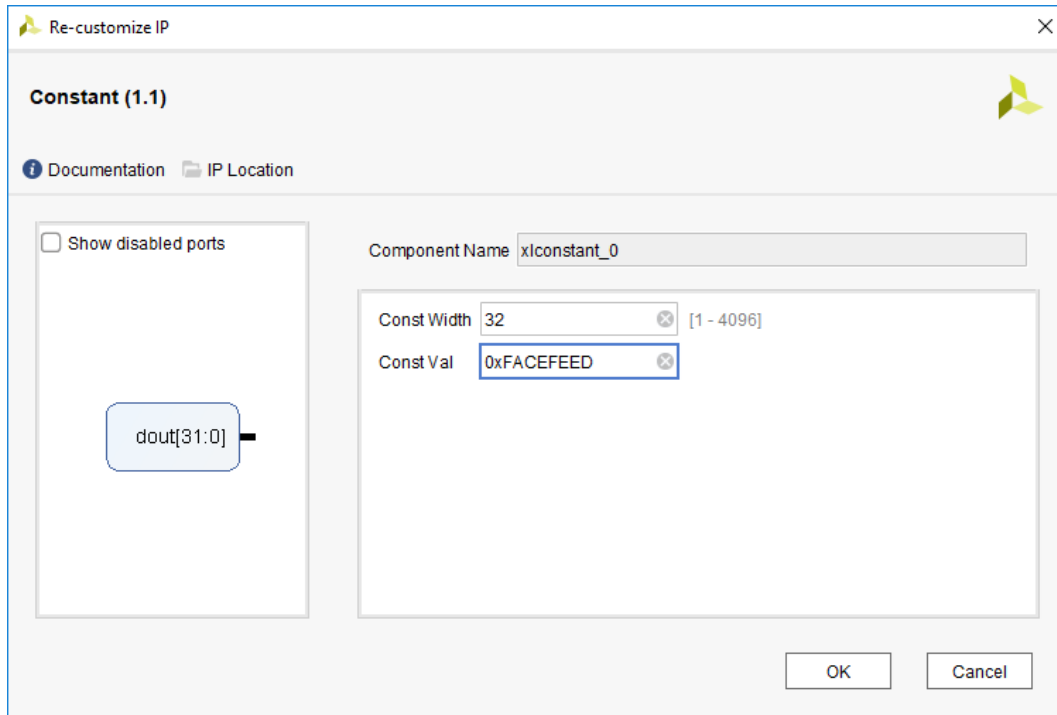 Re-customize IP
Constant (1.1)
Documentation IP Location
Show disabled ports
dout[31:0]
Component Name xlconstant_0
Const Width 32 [1 - 4096]
Const Val 0xFACEFEED
OK Cancel